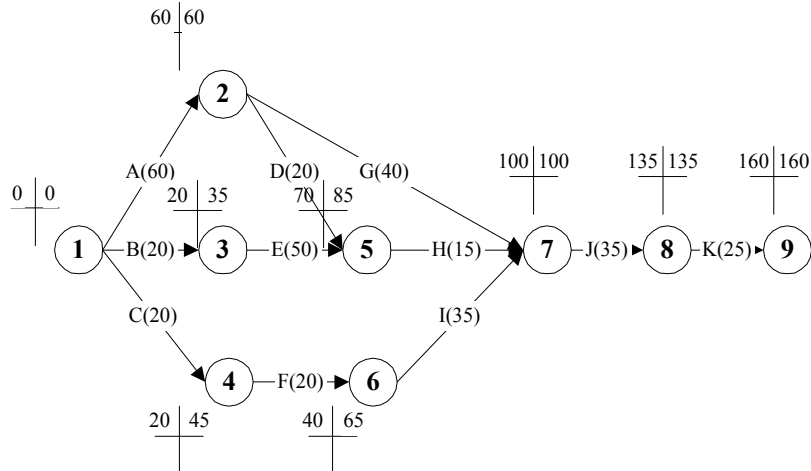 60 60
2
A(60)
D(20)
G(40)
0 0
20 35
70 85
100 100
135 135
160 160
1
B(20)
3
E(50)
5
H(15)
7
J(35)
8
K(25)
9
C(20)
I(35)
4
F(20)
6
20 45
40 65